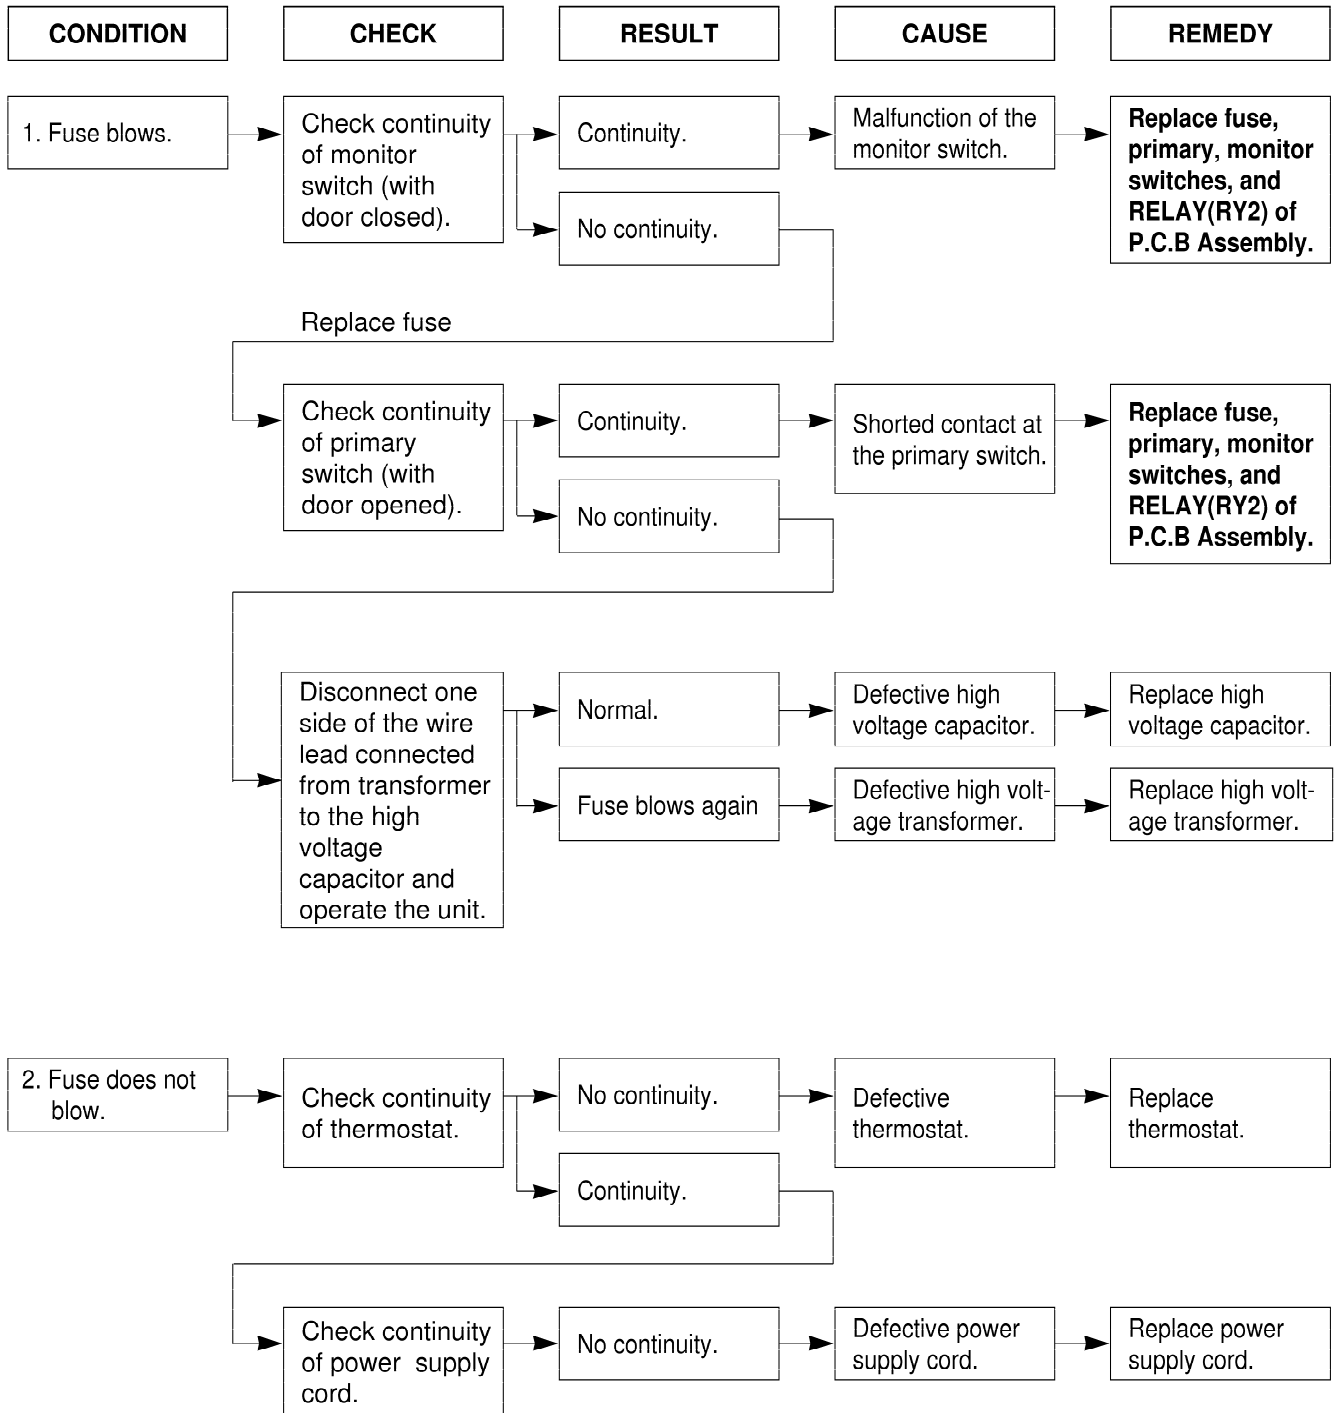 CONDITION
CHECK
RESULT
CAUSE
REMEDY
1. Fuse blows.
Check continuity
of monitor
switch (with
door closed).
Continuity.
Malfunction of the
monitor switch.
Replace fuse,
primary, monitor
switches, and
RELAY(RY2) of
P.C.B Assembly.
No continuity.
Replace fuse
Check continuity
of primary
switch (with
door opened).
Continuity.
Shorted contact at
the primary switch.
Replace fuse,
primary, monitor
switches, and
RELAY(RY2) of
P.C.B Assembly.
No continuity.
Disconnect one
side of the wire
lead connected
from transformer
to the high
voltage
capacitor and
operate the unit.
Normal.
Defective high
voltage capacitor.
Replace high
voltage capacitor.
Fuse blows again
Defective high volt-
age transformer.
Replace high volt-
age transformer.
2. Fuse does not
blow.
Check continuity
of thermostat.
No continuity.
Defective
thermostat.
Replace
thermostat.
Continuity.
Check continuity
of power supply
cord.
No continuity.
Defective power
supply cord.
Replace power
supply cord.